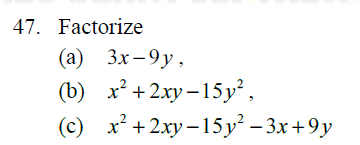 47. Factorize
(a) 3x – 9y ,
(b) x² + 2xy – 15y² ,
(c) x² + 2xy – 15y² – 3x + 9y